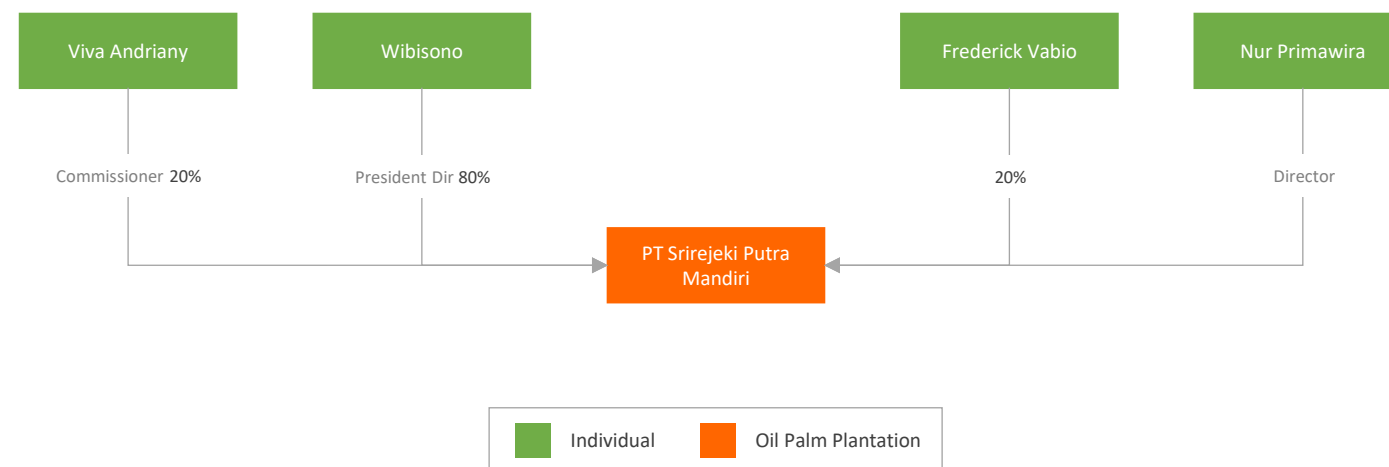 Viva Andriany
Wibisono
Frederick Vabio
Nur Primawira
Commissioner 20%
President Dir 80%
20%
Director
PT Srirejeki Putra
Mandiri
Individual
Oil Palm Plantation